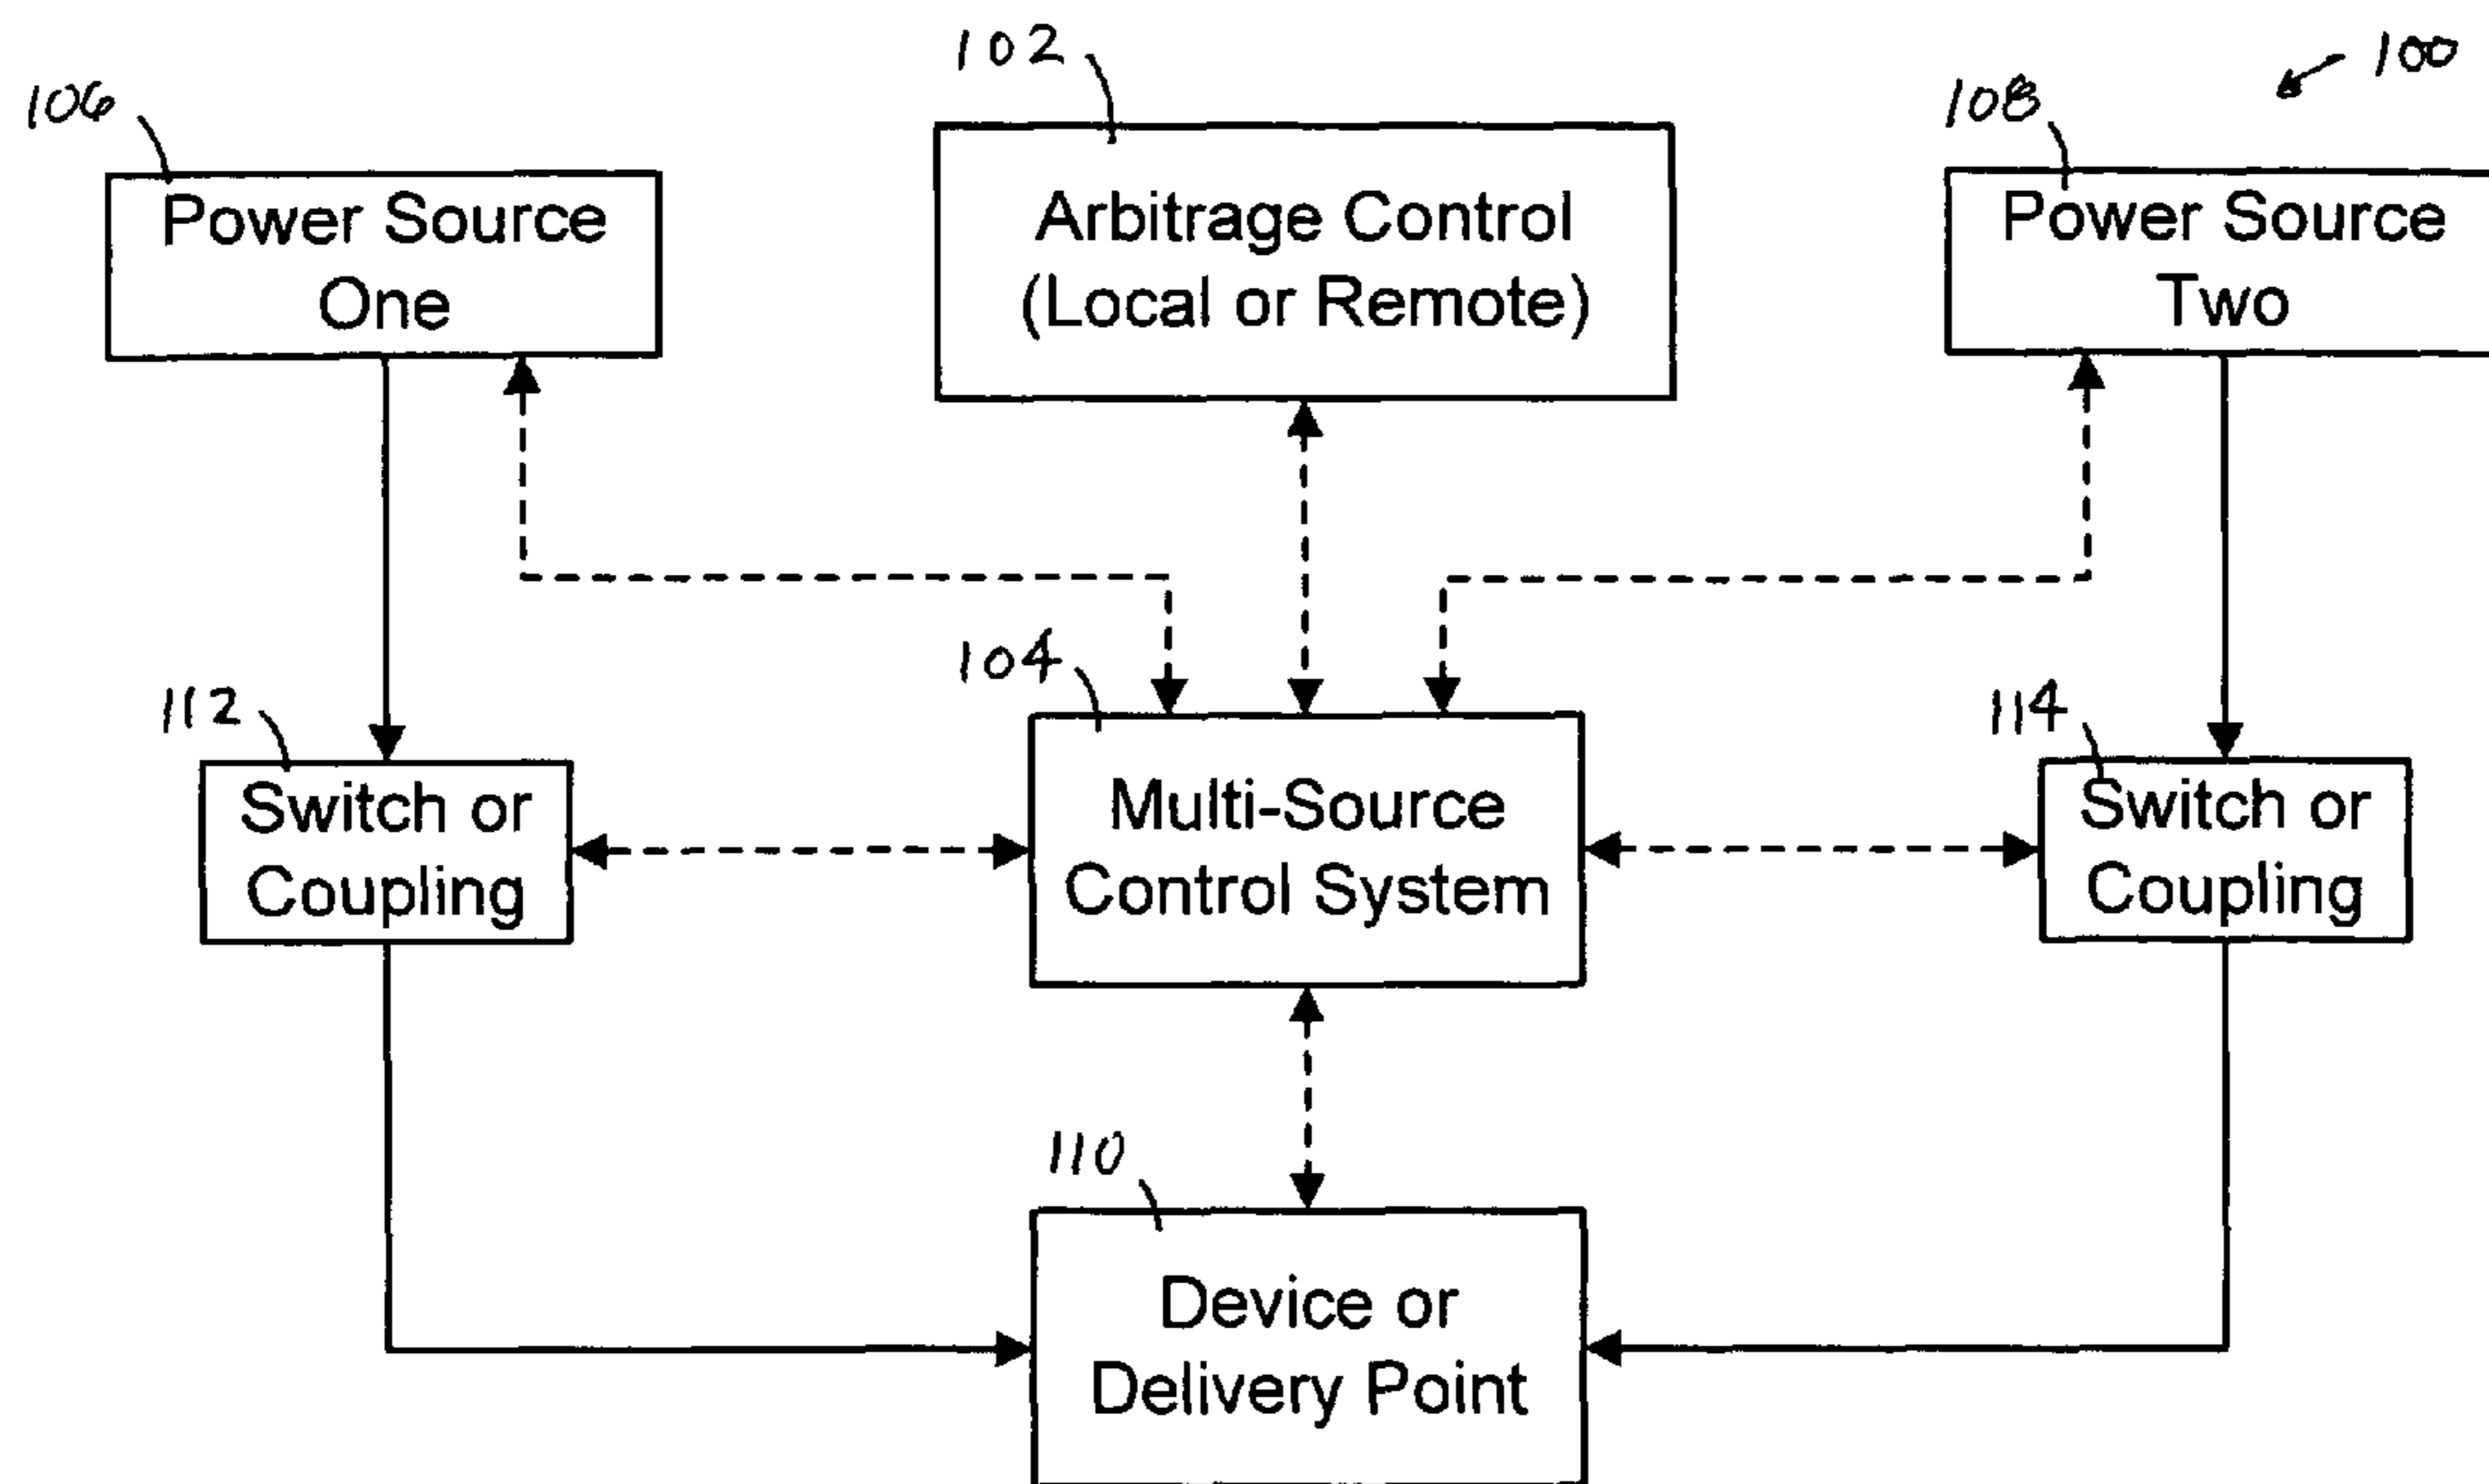 102
100
106
108
Power Source
One
Arbitrage Control
(Local or Remote)
Power Source
Two
104
112
114
Switch or
Coupling
Multi-Source
Control System
Switch or
Coupling
110
Device or
Delivery Point